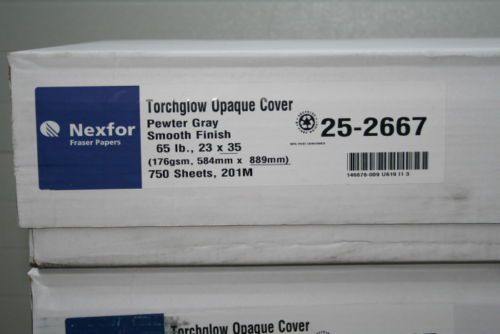 Nexfor
Fraser Papers
Torchglow Opaque Cover
Pewter Gray
Smooth Finish
65 lb., 23 x 35
(176gsm, 584mm x 889mm)
750 Sheets, 201M
25-2667
Torchglow Opaque Cover